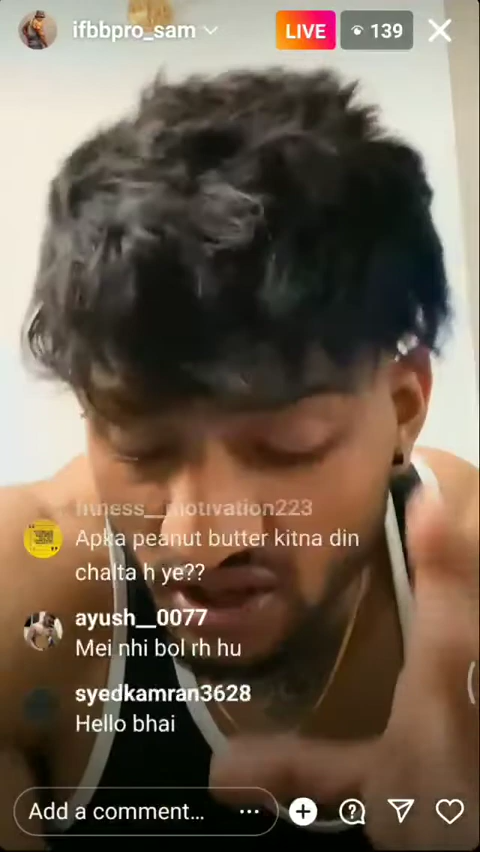 ifbbpro_sam
LIVE
139
fitness__motivation223
Apka peanut butter kitna din
chalta h ye??
ayush__0077
Mei nhi bol rh hu
syedkamran3628
Hello bhai
Add a comment...